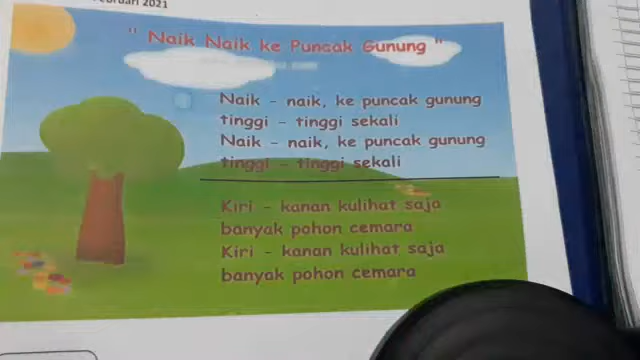 2021
" Naik Naik ke Puncak Gunung "
Naik - naik, ke puncak gunung
tinggi - tinggi sekali
Naik - naik, ke puncak gunung
tinggi - tinggi sekali
Kiri - kanan kulihat saja
banyak pohon cemara
Kiri - kanan kulihat saja
banyak pohon cemara